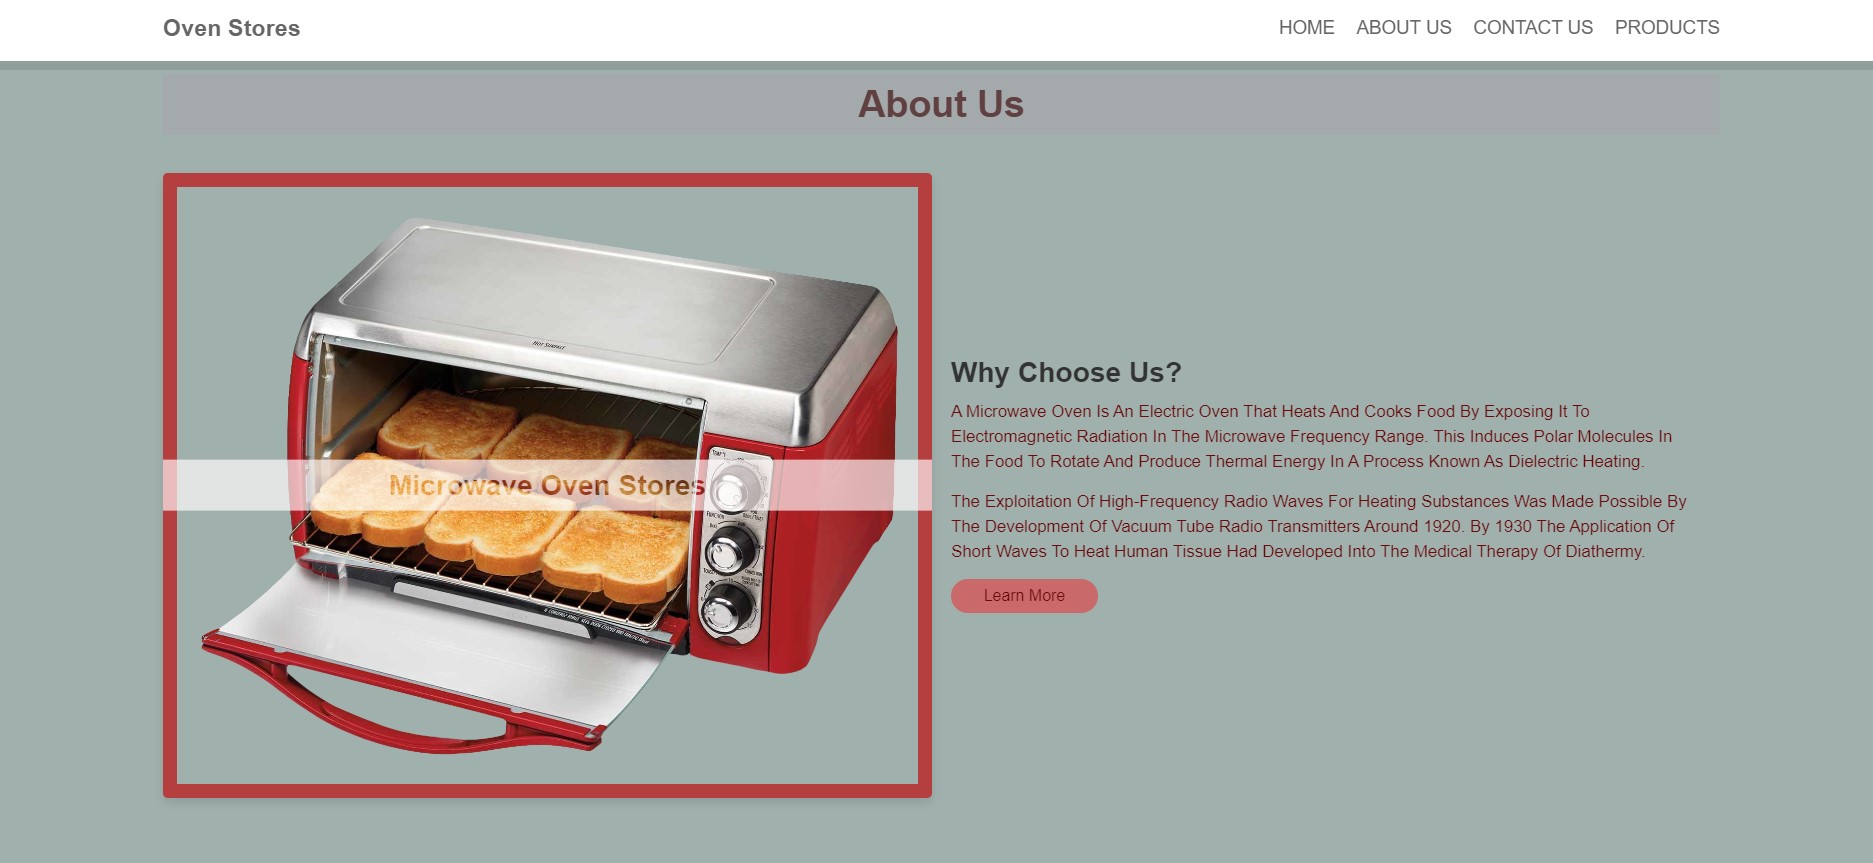 Oven Stores
HOME ABOUT US CONTACT US PRODUCTS
About Us
HOT SURFACE
Microwave Oven Stores
Why Choose Us?
A Microwave Oven Is An Electric Oven That Heats And Cooks Food By Exposing It To
Electromagnetic Radiation In The Microwave Frequency Range. This Induces Polar Molecules In
The Food To Rotate And Produce Thermal Energy In A Process Known As Dielectric Heating.
The Exploitation Of High-Frequency Radio Waves For Heating Substances Was Made Possible By
The Development Of Vacuum Tube Radio Transmitters Around 1920. By 1930 The Application Of
Short Waves To Heat Human Tissue Had Developed Into The Medical Therapy Of Diathermy.
Learn More